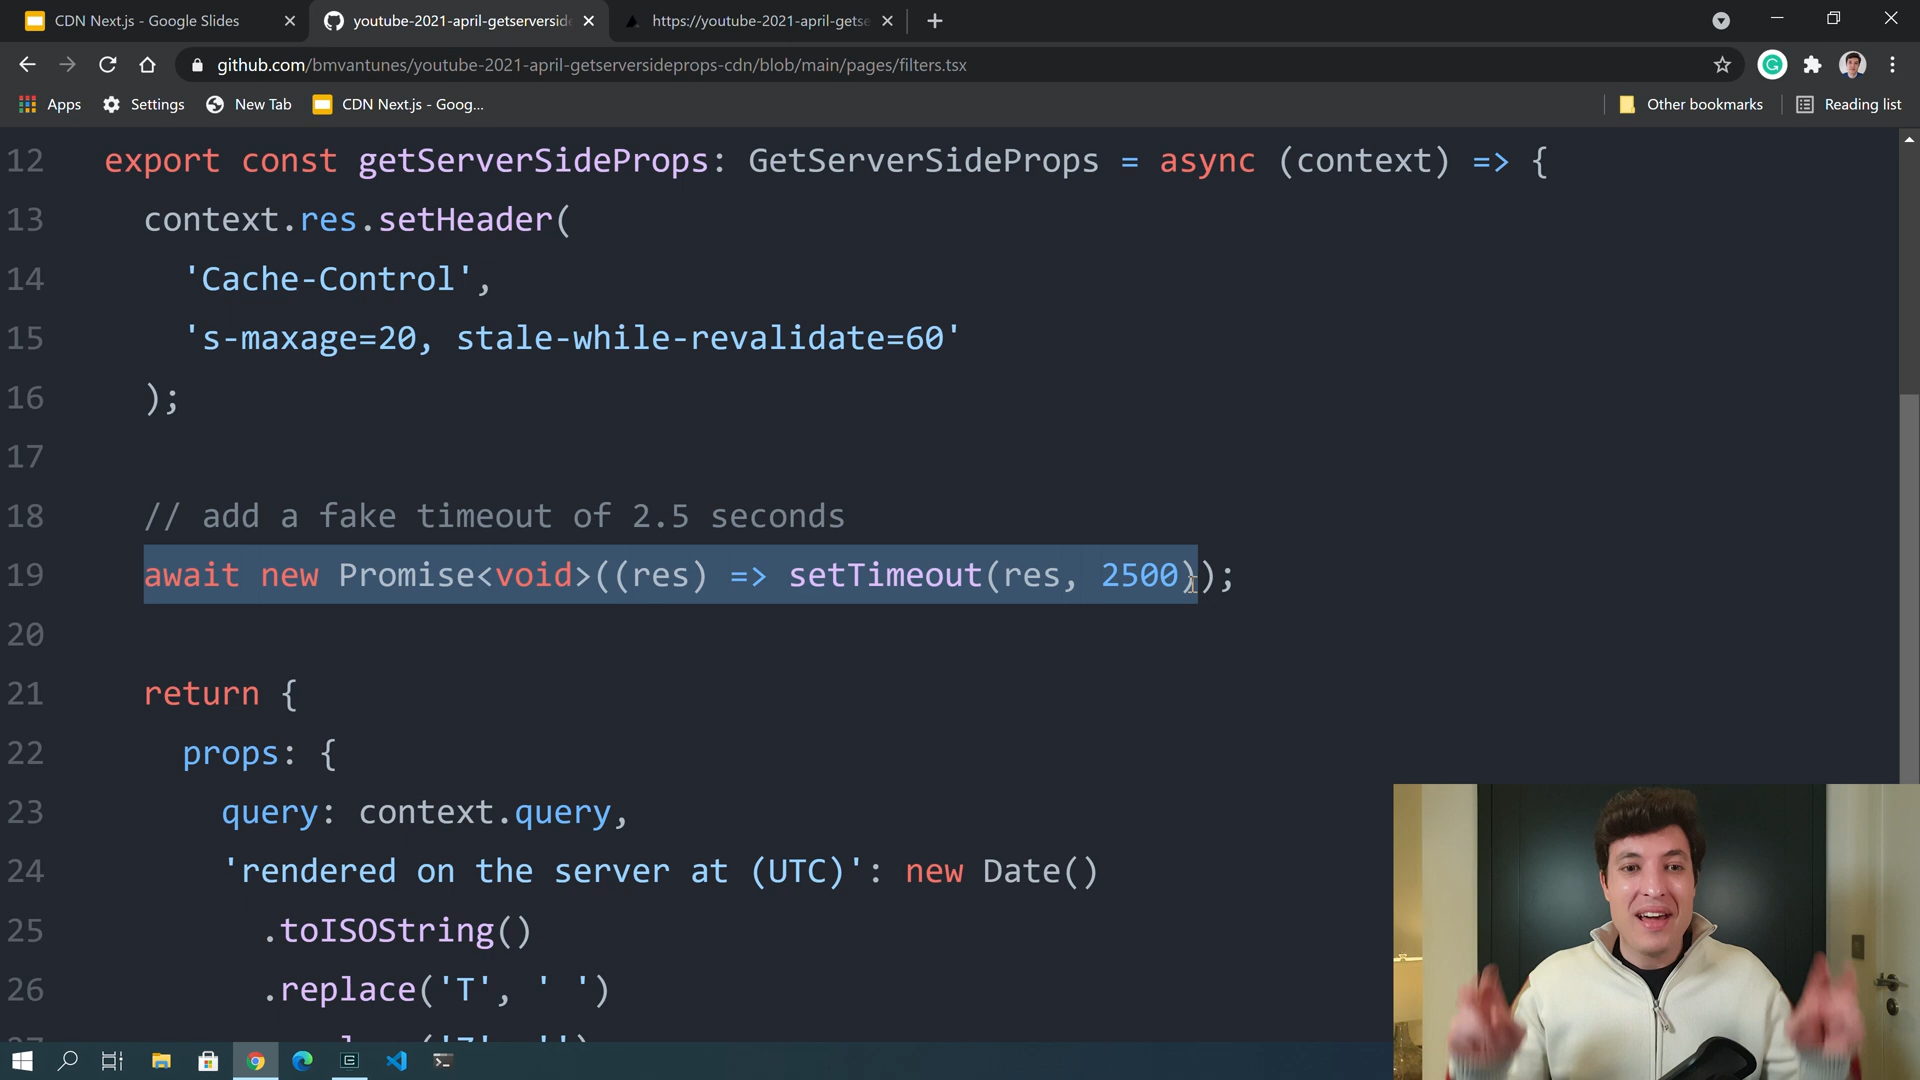 CDN Next.js - Google Slides
youtube-2021-april-getserversid
https://youtube-2021-april-gets
github.com/bmvantunes/youtube-2021-april-getserversideprops-cdn/blob/main/pages/filters.tsx
Apps
Settings
New Tab
CDN Next.js - Goog...
Other bookmarks
Reading list
12 export const getServerSideProps: GetServerSideProps = async (context) => {
13 context.res.setHeader(
14 'Cache-Control',
15 's-maxage=20, stale-while-revalidate=60'
16 );
17
18 // add a fake timeout of 2.5 seconds
19 await new Promise<void>((res) => setTimeout(res, 2500));
20
21 return {
22 props: {
23 query: context.query,
24 'rendered on the server at (UTC)': new Date()
25 .toISOString()
26 .replace('T', ' ')